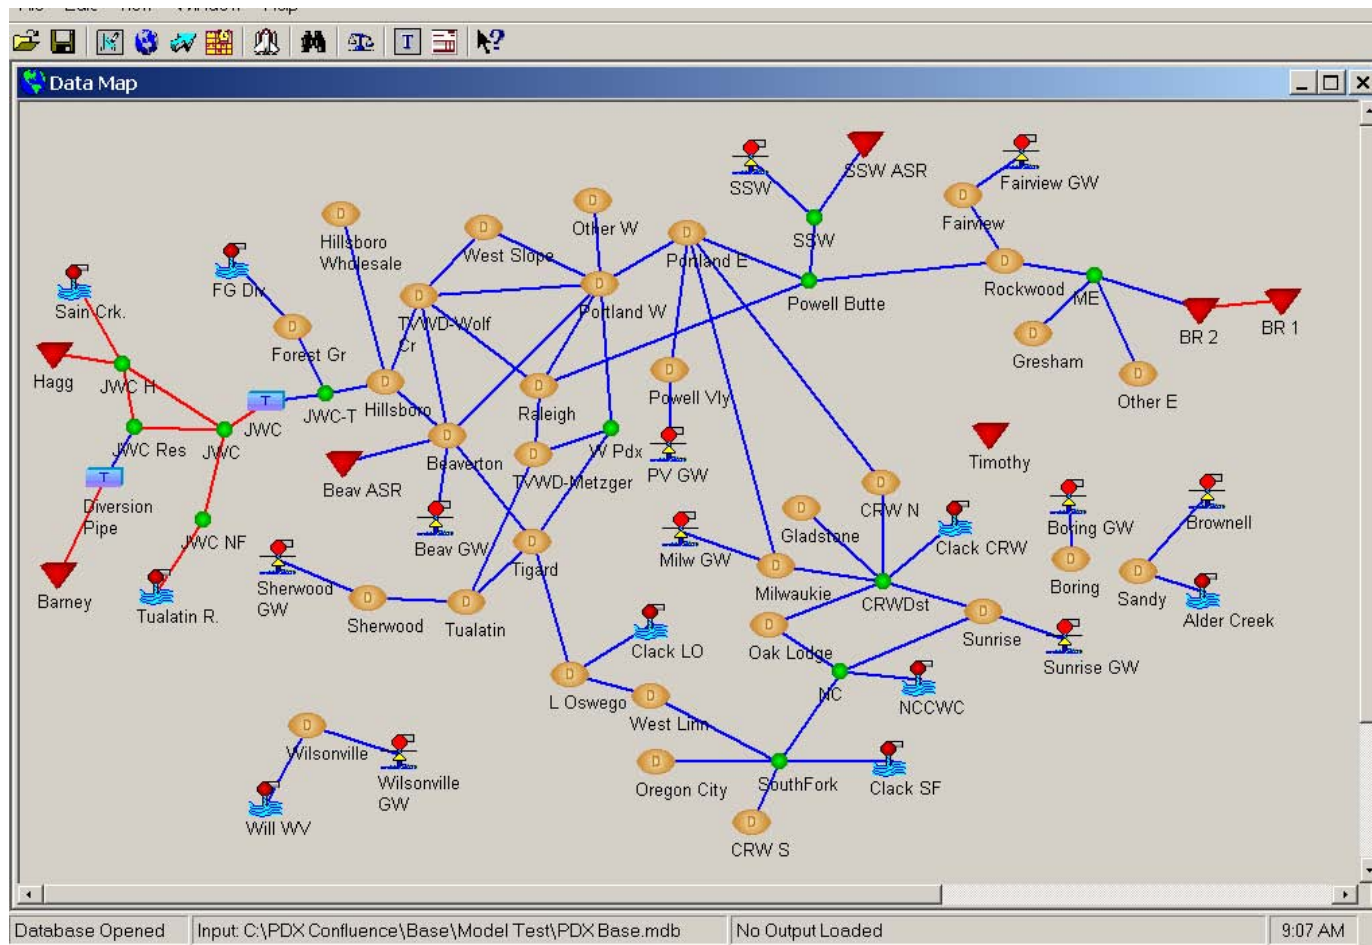 File Edit View Window Map
T
Data Map
SSW
SSW ASR
Fairview GW
D
D
D
D
D
Hillsboro
Wholesale
West Slope
Other W
Portland E
SSW
Fairview
D
FG Div
Sain Crk.
D
TVWD-Wolf
Cr
D
Portland W
Powell Butte
D
Rockwood
ME
BR 2
BR 1
D
Forest Gr
Hagg
JWC H
D
Gresham
D
Other E
T
JWC
JWC-T
D
Hillsboro
D
Raleigh
D
Powell Vly
JWC Res
JWC
D
Beaverton
D
TVWD-Metzger
W Pdx
PV GW
Timothy
T
Diversion
Pipe
Beav ASR
D
CRW N
Boring GW
Brownell
JWC NF
Beav GW
Gladstone
D
Clack CRW
Milw GW
D
Tigard
D
Milwaukie
CRWDst
D
Boring
D
Sandy
Alder Creek
Barney
Tualatin R.
Sherwood
GW
D
Sherwood
D
Tualatin
D
Oak Lodge
D
Sunrise
Sunrise GW
Clack LO
D
L Oswego
D
West Linn
NC
NCCWC
D
Wilsonville
Wilsonville
GW
D
Oregon City
SouthFork
Clack SF
Will WV
D
CRW S
Database Opened
Input: C:\PDX Confluence\Base\Model Test\PDX Base.mdb
No Output Loaded
9:07 AM